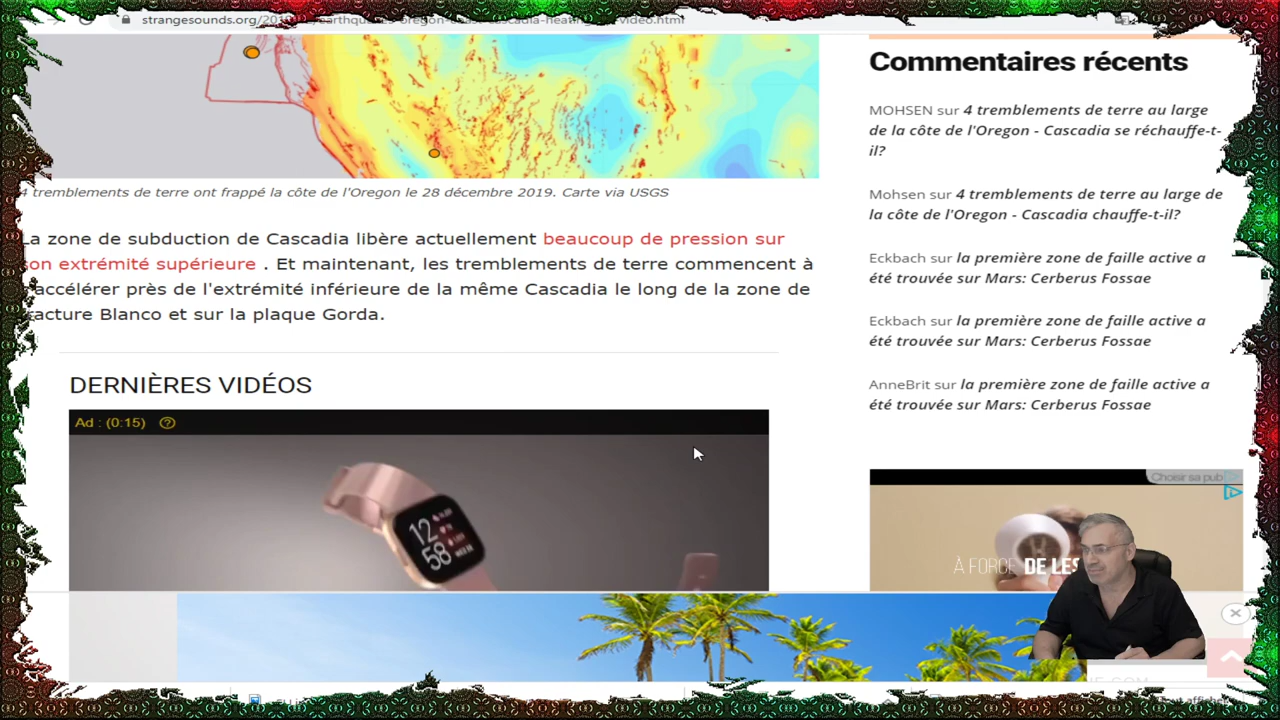 strangesounds.org/
4 tremblements de terre ont frappé la côte de l'Oregon le 28 décembre 2019. Carte via USGS
La zone de subduction de Cascadia libère actuellement beaucoup de pression sur
son extrémité supérieure . Et maintenant, les tremblements de terre commencent à
accélérer près de l'extrémité inférieure de la même Cascadia le long de la zone de
fracture Blanco et sur la plaque Gorda.
DERNIÈRES VIDÉOS
Ad : (0:15)
12
58
Commentaires récents
MOHSEN sur 4 tremblements de terre au large
de la côte de l'Oregon - Cascadia se réchauffe-t-
il?
Mohsen sur 4 tremblements de terre au large de
la côte de l'Oregon - Cascadia chauffe-t-il?
Eckbach sur la première zone de faille active a
été trouvée sur Mars: Cerberus Fossae
Eckbach sur la première zone de faille active a
été trouvée sur Mars: Cerberus Fossae
AnneBrit sur la première zone de faille active a
été trouvée sur Mars: Cerberus Fossae
Choisir sa pub
À FORCE DE LES